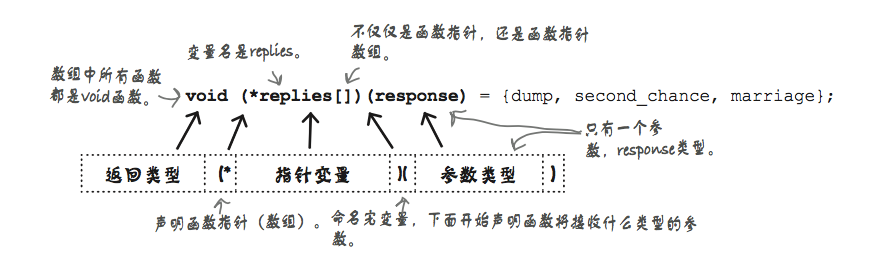 不仅仅是函数指针，还是函数指针
数组。
变量名是replies。
数组中所有函数
都是void函数。
void (*replies[])(response) = {dump, second_chance, marriage};
只有一个参
数，response类型。
返回类型 (* 指针变量 )( 参数类型 )
声明函数指针（数组）。
命名完变量，下面开始声明函数将接收什么类型的参
数。